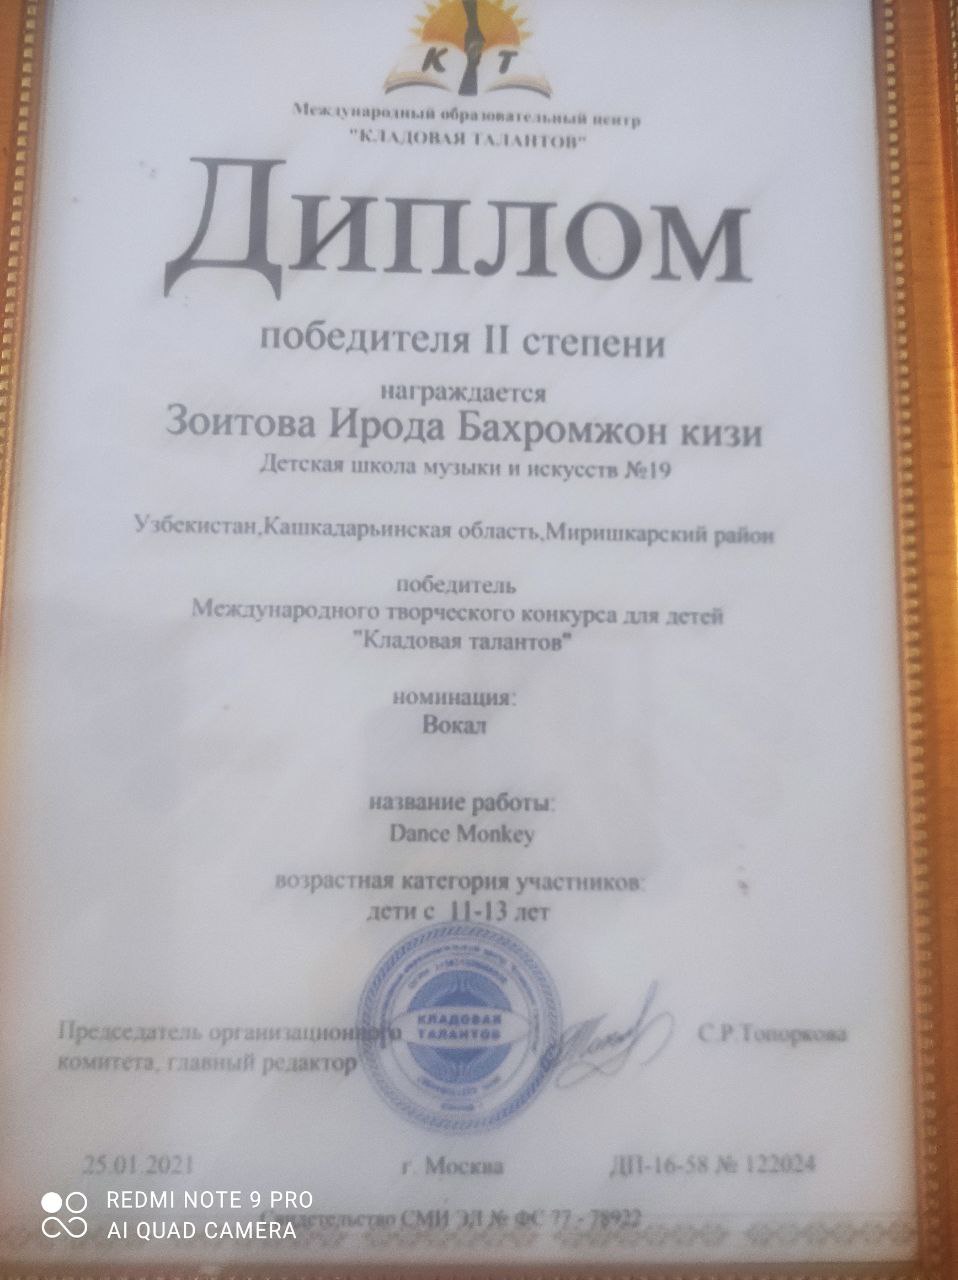 К Т
Международный образовательный центр
"КЛАДОВАЯ ТАЛАНТОВ"
Диплом
победителя II степени
награждается
Зоитова Ирода Бахромжон кизи
Детская школа музыки и искусств №19
Узбекистан,Кашкадарьинская область,Миришкарский район
победитель
Международного творческого конкурса для детей
"Кладовая талантов"
номинация:
Вокал
название работы:
Dance Monkey
возрастная категория участников:
дети с 11-13 лет
КЛАДОВАЯ
ТАЛАНТОВ
Председатель организационного
комитета, главный редактор
С.Р.Топоркова
25.01.2021 г. Москва ДП-16-58 № 122024
Свидетельство СМИ ЭЛ № ФС 77 - 78922
REDMI NOTE 9 PRO
AI QUAD CAMERA